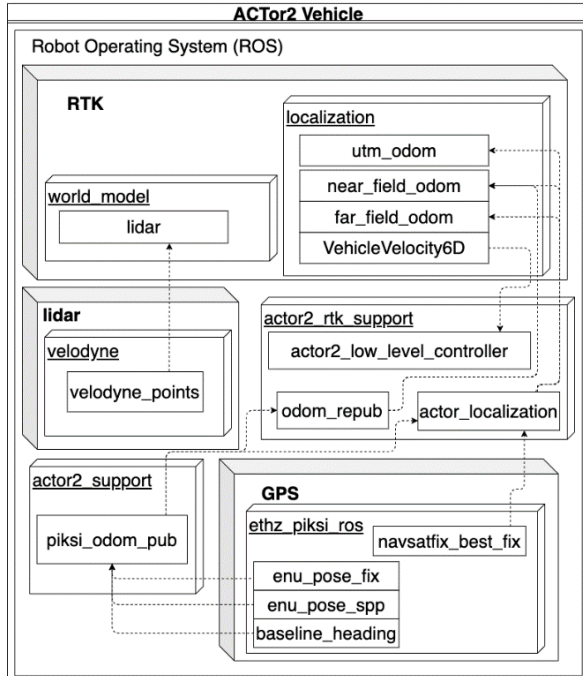 ACTor2 Vehicle
Robot Operating System (ROS)
RTK
localization
utm_odom
near_field_odom
far_field_odom
VehicleVelocity6D
world_model
lidar
lidar
velodyne
velodyne_points
actor2_rtk_support
actor2_low_level_controller
odom_repub
actor_localization
actor2_support
piksi_odom_pub
GPS
ethz_piksi_ros
navsatfix_best_fix
enu_pose_fix
enu_pose_spp
baseline_heading